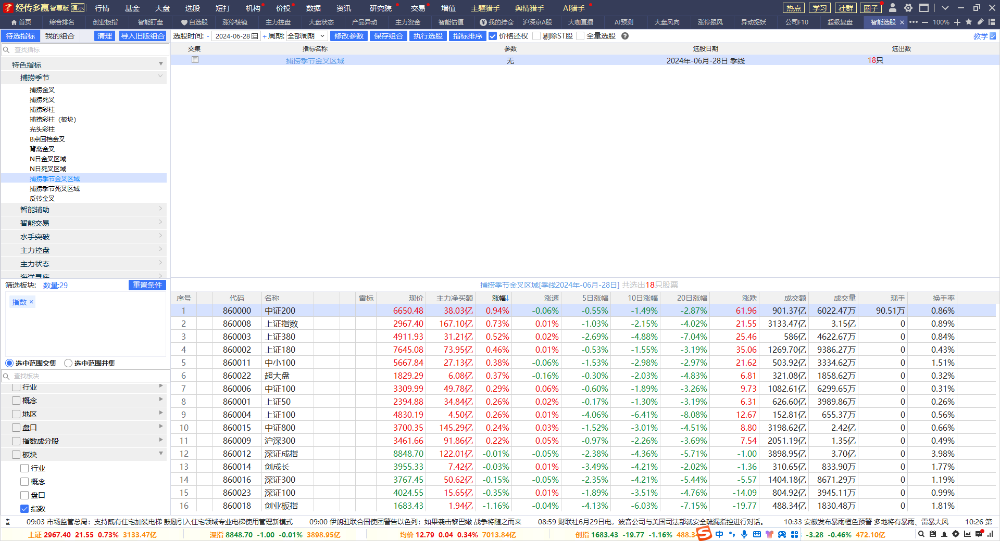 经传多赢 智尊版 演示 行情 基金 大盘 选股 短打 机构 价投 数据 资讯 研究院 交易 增值 主题猎手 舆情猎手 AI猎手 热点 学习 社群 圈子
首页 综合排名 创业板指 智能盯盘 自选股 涨停棱镜 主力控盘 大盘状态 产品异动 主力资金 智能估值 我的持仓 沪深京A股 大咖直播 AI预测 大盘风向 涨停跟风 异动捉妖 公司F10 超级复盘 智能选股 × ••• — 100% +
待选指标 我的组合 清理 导入旧版组合 选股时间: - 2024-06-28 + 周期: 全部周期 修改参数 保存组合 执行选股 指标排序 价格还权 剔除ST股 全量选股 ? 教学
查找指标
交集 指标名称 参数 选股日期 选出数
捕捞季节金叉区域 无 2024年-06月-28日 季线 18只
特色指标
捕捞季节
捕捞金叉
捕捞死叉
捕捞彩柱
捕捞彩柱（板块）
光头彩柱
B点回档金叉
背离金叉
N日金叉区域
N日死叉区域
捕捞季节金叉区域
捕捞季节死叉区域
反转金叉
智能辅助
智能交易
水手突破
主力控盘
主力状态
海洋寻底
筛选板块: 数量:29 重置条件
指数 ×
选中范围交集 选中范围并集
查找板块
行业
概念
地区
盘口
指数成分股
板块
行业
概念
盘口
指数
捕捞季节金叉区域[季线2024年-06月-28日] 共选出18只股票
序号 代码 名称 雷标 现价 主力净买额 涨幅↓ 涨速 5日涨幅 10日涨幅 20日涨幅 涨跌 成交额 成交量 现手 换手率
1 860000 中证200 6650.48 38.03亿 0.94% -0.06% -0.55% -1.49% -2.87% 61.96 901.37亿 6022.47万 90.51万 0.86%
2 860008 上证指数 2967.40 167.10亿 0.73% 0.01% -1.03% -2.15% -4.02% 21.55 3133.47亿 3.15亿 0 0.89%
3 860003 上证380 4911.93 31.21亿 0.52% 0.02% -2.69% -4.88% -7.04% 25.46 586亿 4622.67万 0 0.84%
4 860002 上证180 7645.08 73.95亿 0.46% 0.01% -0.53% -1.55% -3.19% 35.06 1269.70亿 9386.27万 0 0.43%
5 860011 中小100 5667.84 27.13亿 0.38% -0.06% -1.53% -2.98% -2.97% 21.62 503.92亿 3334.62万 0 1.51%
6 860022 超大盘 1829.29 6.08亿 0.37% -0.16% -0.30% -2.03% -4.83% 6.81 321.08亿 1858.62万 0 0.32%
7 860006 中证100 3309.99 49.78亿 0.29% 0.06% -0.60% -1.89% -3.26% 9.73 1082.61亿 6299.65万 0 0.31%
8 860001 上证50 2394.88 34.84亿 0.26% 0.02% -0.17% -1.30% -3.19% 6.31 626.60亿 3989.86万 0 0.26%
9 860004 上证100 4830.19 4.50亿 0.26% 0.01% -4.06% -6.41% -8.08% 12.67 152.81亿 655.37万 0 0.56%
10 860015 中证800 3700.35 145.29亿 0.24% 0.03% -1.52% -3.01% -4.51% 8.80 3198.62亿 2.42亿 0 0.66%
11 860009 沪深300 3461.66 91.86亿 0.22% 0.05% -0.97% -2.26% -3.69% 7.54 2051.19亿 1.35亿 0 0.49%
12 860012 深证成指 8848.70 122.01亿 -0.01% -0.05% -2.38% -4.36% -5.71% -1.00 3898.95亿 3.70亿 0 3.98%
13 860014 创成长 3955.33 7.42亿 -0.03% 0.01% -3.49% -4.21% -2.02% -1.36 310.65亿 833.90万 0 1.77%
14 860016 深证300 3767.45 50.62亿 -0.15% -0.05% -2.35% -4.21% -5.44% -5.57 1404.18亿 8671.29万 0 1.19%
15 860023 深证100 4024.55 15.65亿 -0.35% 0.01% -1.89% -3.51% -4.76% -14.09 804.92亿 3945.11万 0 0.99%
16 860018 创业板指 1683.43 1.94亿 -1.16% -0.04% -4.13% -6.03% -7.15% -19.77 488.34亿 1830.48万 0 1.81%
09:03 市场监管总局：支持既有住宅加装电梯 鼓励引入住宅领域专业电梯使用管理新模式 09:00 伊朗驻联合国使团警告以色列：如果袭击黎巴嫩 战争将随之而来 08:59 财联社6月29日电，波音公司与美国司法部就安全疏漏指控进行对话。 10:33 安徽发布暴雨橙色预警 多地将有暴雨、雷暴大风 10:26 第
上证 2967.40 21.55 0.73% 3133.47亿 深指 8848.70 -1.00 -0.01% 3898.95亿 均价 12.79 0.04 0.34% 7013.84亿 创指 1683.43 -19.77 -1.16% 488.34 中 -3.28 -0.46% 472.10亿